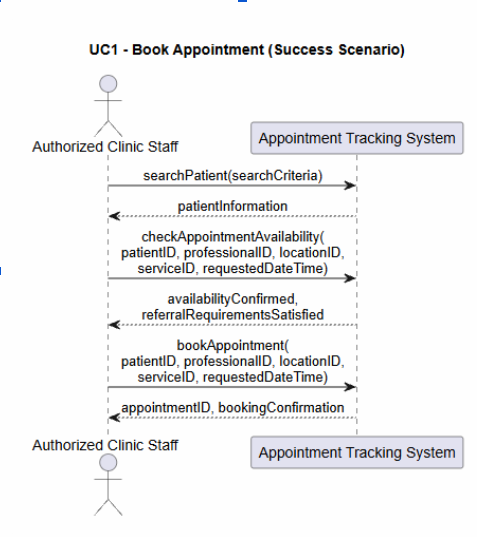 UC1 - Book Appointment (Success Scenario)
Authorized Clinic Staff
Appointment Tracking System
searchPatient(searchCriteria)
patientInformation
checkAppointmentAvailability(
patientID, professionalID, locationID,
serviceID, requestedDateTime)
availabilityConfirmed,
referralRequirementsSatisfied
bookAppointment(
patientID, professionalID, locationID,
serviceID, requestedDateTime)
appointmentID, bookingConfirmation
Authorized Clinic Staff
Appointment Tracking System